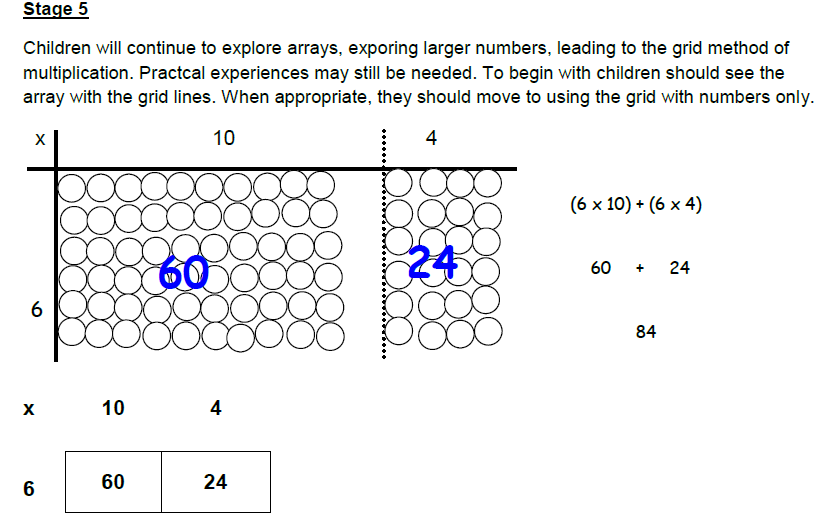 Stage 5
Children will continue to explore arrays, exporing larger numbers, leading to the grid method of
multiplication. Practcal experiences may still be needed. To begin with children should see the
array with the grid lines. When appropriate, they should move to using the grid with numbers only.
x 10 4
(6 x 10) + (6 x 4)
60 24
60 + 24
6
84
x 10 4
6 60 24